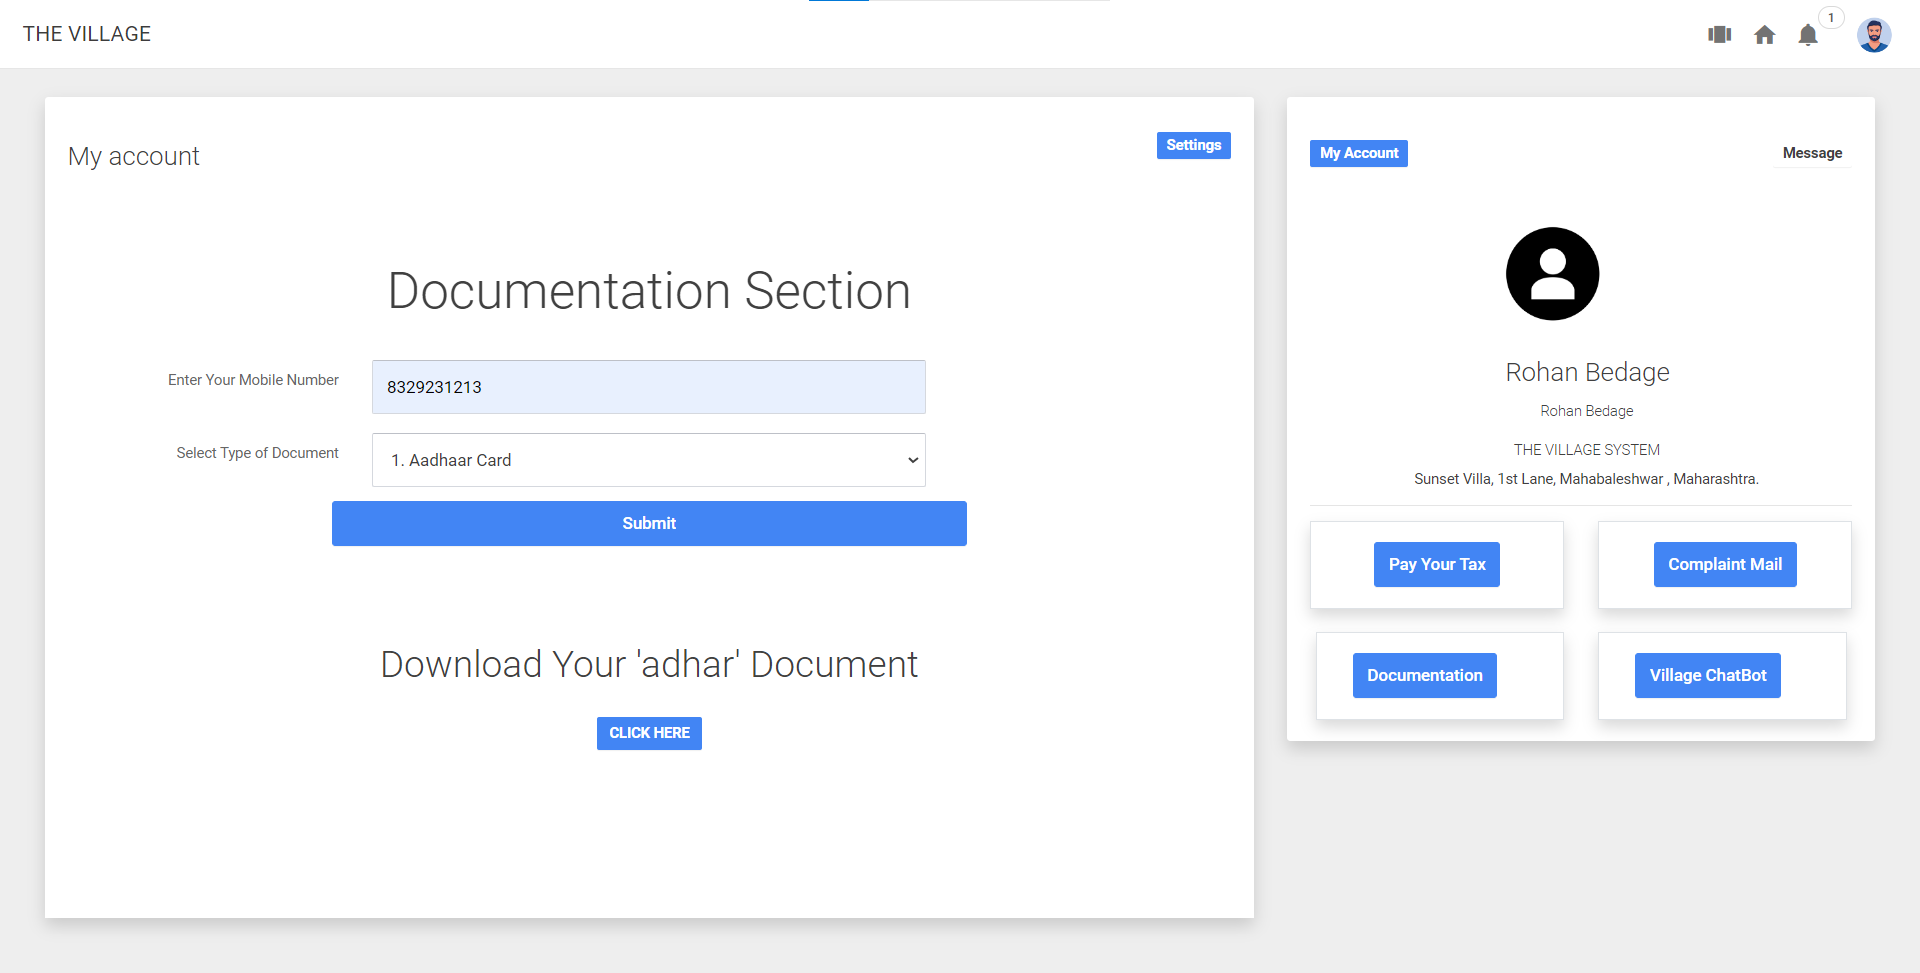 THE VILLAGE
1
My account
Settings
Documentation Section
Enter Your Mobile Number
8329231213
Select Type of Document
1. Aadhaar Card
Submit
Download Your 'adhar' Document
CLICK HERE
My Account
Message
Rohan Bedage
Rohan Bedage
THE VILLAGE SYSTEM
Sunset Villa, 1st Lane, Mahabaleshwar , Maharashtra.
Pay Your Tax
Complaint Mail
Documentation
Village ChatBot